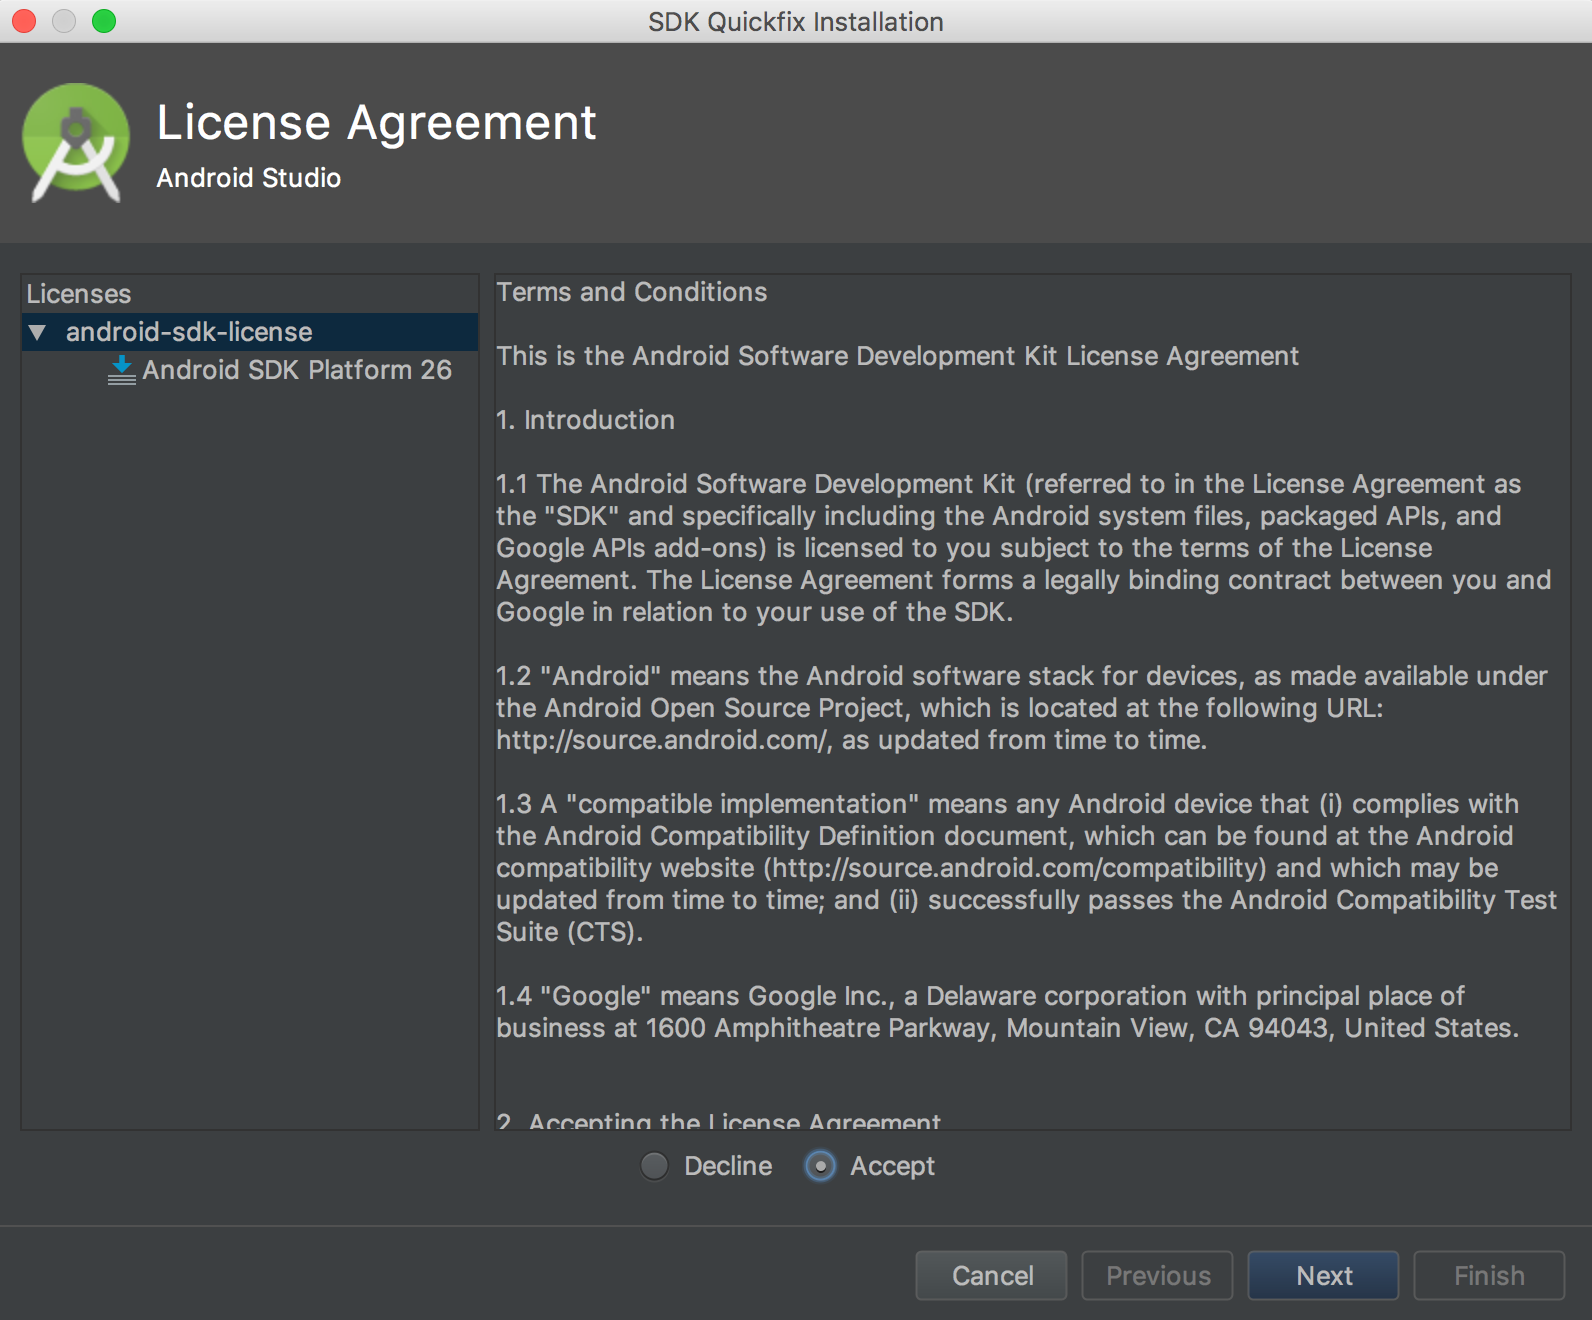 SDK Quickfix Installation
License Agreement
Android Studio
Licenses
android-sdk-license
Android SDK Platform 26
Terms and Conditions
This is the Android Software Development Kit License Agreement
1. Introduction
1.1 The Android Software Development Kit (referred to in the License Agreement as
the "SDK" and specifically including the Android system files, packaged APIs, and
Google APIs add-ons) is licensed to you subject to the terms of the License
Agreement. The License Agreement forms a legally binding contract between you and
Google in relation to your use of the SDK.
1.2 "Android" means the Android software stack for devices, as made available under
the Android Open Source Project, which is located at the following URL:
http://source.android.com/, as updated from time to time.
1.3 A "compatible implementation" means any Android device that (i) complies with
the Android Compatibility Definition document, which can be found at the Android
compatibility website (http://source.android.com/compatibility) and which may be
updated from time to time; and (ii) successfully passes the Android Compatibility Test
Suite (CTS).
1.4 "Google" means Google Inc., a Delaware corporation with principal place of
business at 1600 Amphitheatre Parkway, Mountain View, CA 94043, United States.
2. Accepting the License Agreement
Decline
Accept
Cancel
Previous
Next
Finish